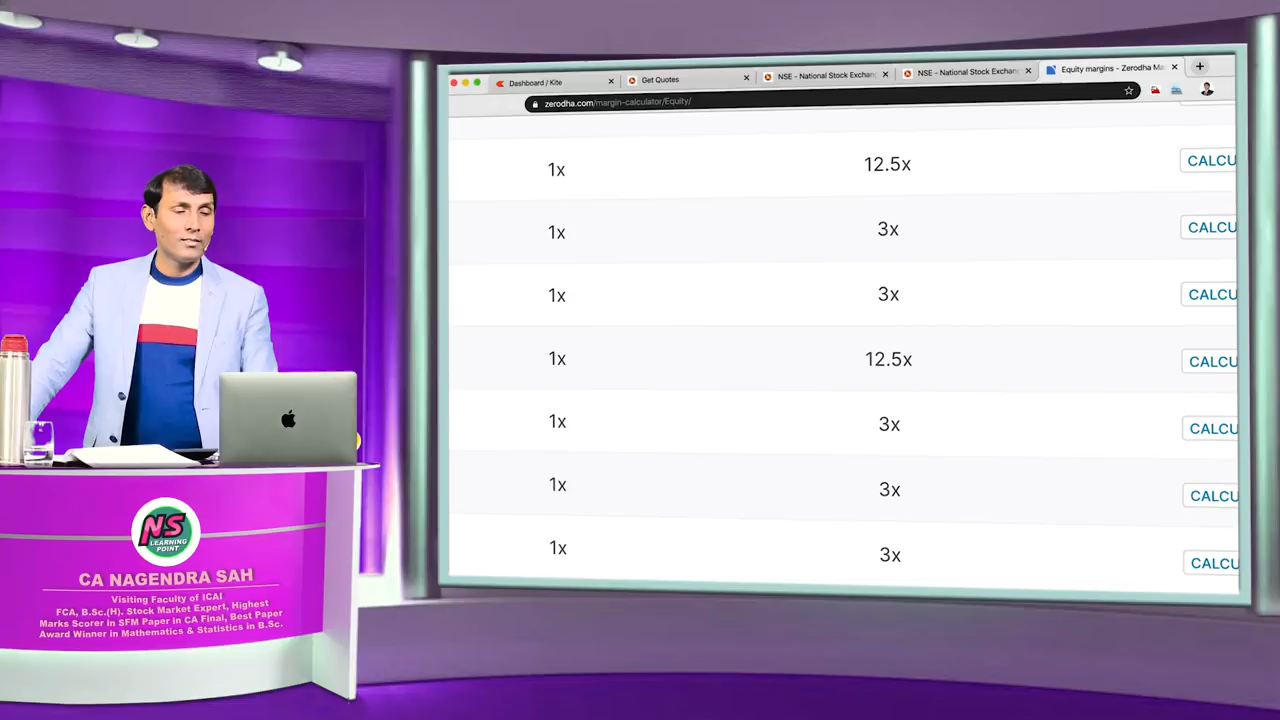 Dashboard / Kite
Get Quotes
NSE - National Stock Exchan
NSE - National Stock Exchan
Equity margins - Zerodha Ma
zerodha.com/margin-calculator/Equity/
1x 12.5x CALCU
1x 3x CALCU
1x 3x CALCU
1x 12.5x CALCU
1x 3x CALCU
1x 3x CALCU
1x 3x CALCU
NS
LEARNING
POINT
CA NAGENDRA SAH
Visiting Faculty of ICAI
FCA, B.Sc.(H). Stock Market Expert, Highest
Marks Scorer in SFM Paper in CA Final, Best Paper
Award Winner in Mathematics & Statistics in B.Sc.